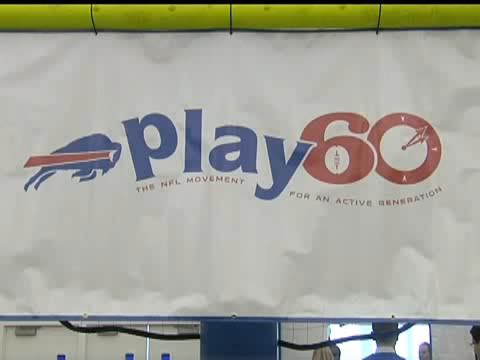 play60
THE NFL MOVEMENT
FOR AN ACTIVE GENERATION